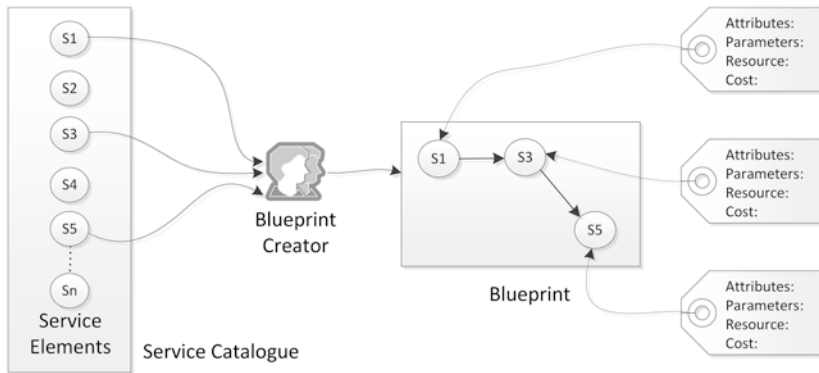 S1
S2
S3
S4
S5
Sn
Service
Elements
Service Catalogue
Blueprint
Creator
S1
S3
S5
Blueprint
Attributes:
Parameters:
Resource:
Cost:
Attributes:
Parameters:
Resource:
Cost:
Attributes:
Parameters:
Resource:
Cost: